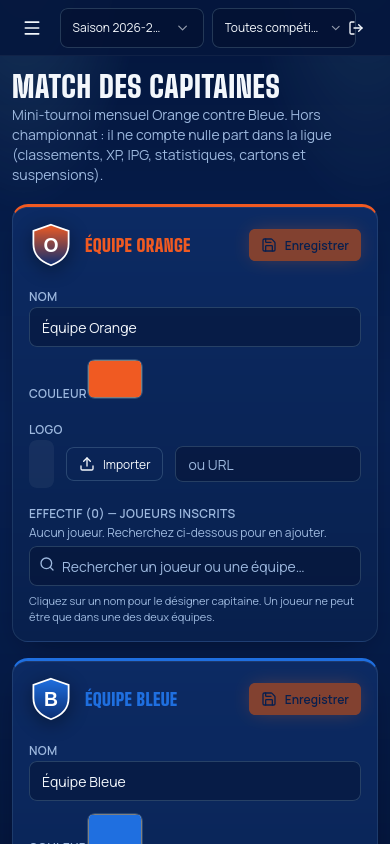 Saison 2026-2...
Toutes compéti...
MATCH DES CAPITAINES
Mini-tournoi mensuel Orange contre Bleue. Hors
championnat : il ne compte nulle part dans la ligue
(classements, XP, IPG, statistiques, cartons et
suspensions).
O
ÉQUIPE ORANGE
Enregistrer
NOM
Équipe Orange
COULEUR
LOGO
Importer
ou URL
EFFECTIF (0) — JOUEURS INSCRITS
Aucun joueur. Recherchez ci-dessous pour en ajouter.
Rechercher un joueur ou une équipe...
Cliquez sur un nom pour le désigner capitaine. Un joueur ne peut
être que dans une des deux équipes.
B
ÉQUIPE BLEUE
Enregistrer
NOM
Équipe Bleue
COULEUR